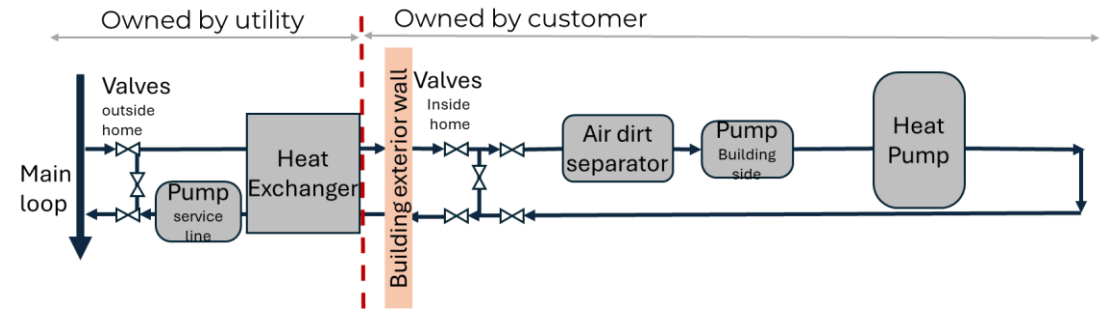 Owned by utility
Owned by customer
Valves
outside
home
Main
loop
Pump
service
line
Heat
Exchanger
Building exterior wall
Valves
Inside
home
Air dirt
separator
Pump
Building
side
Heat
Pump